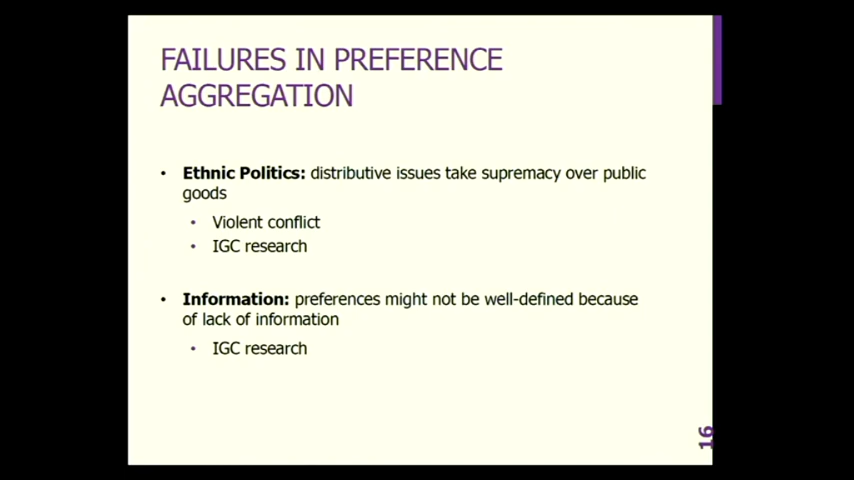 FAILURES IN PREFERENCE
AGGREGATION
• Ethnic Politics: distributive issues take supremacy over public
goods
• Violent conflict
• IGC research
• Information: preferences might not be well-defined because
of lack of information
• IGC research
16